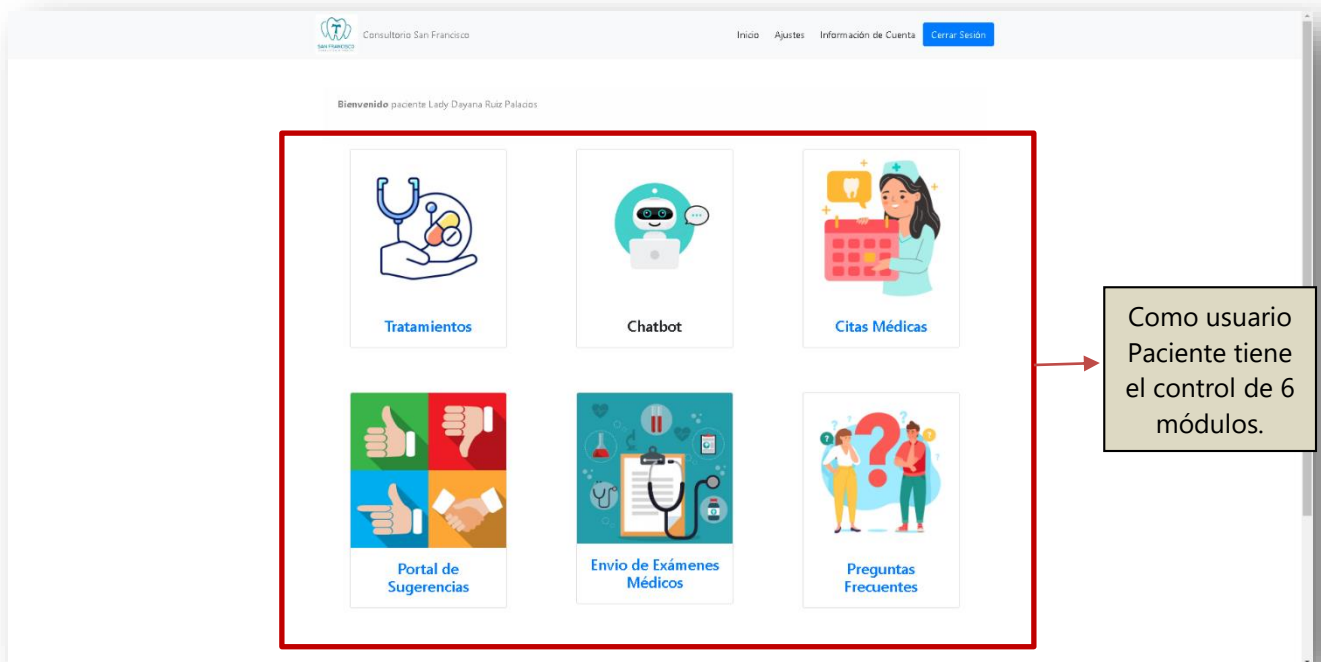 SAN FRANCISCO
Consultorio San Francisco
Inicio Ajustes Información de Cuenta Cerrar Sesión
Bienvenido paciente Lady Dayana Ruiz Palacios
Tratamientos
Chatbot
Citas Médicas
Portal de
Sugerencias
Envio de Exámenes
Médicos
Preguntas
Frecuentes
Como usuario
Paciente tiene
el control de 6
módulos.